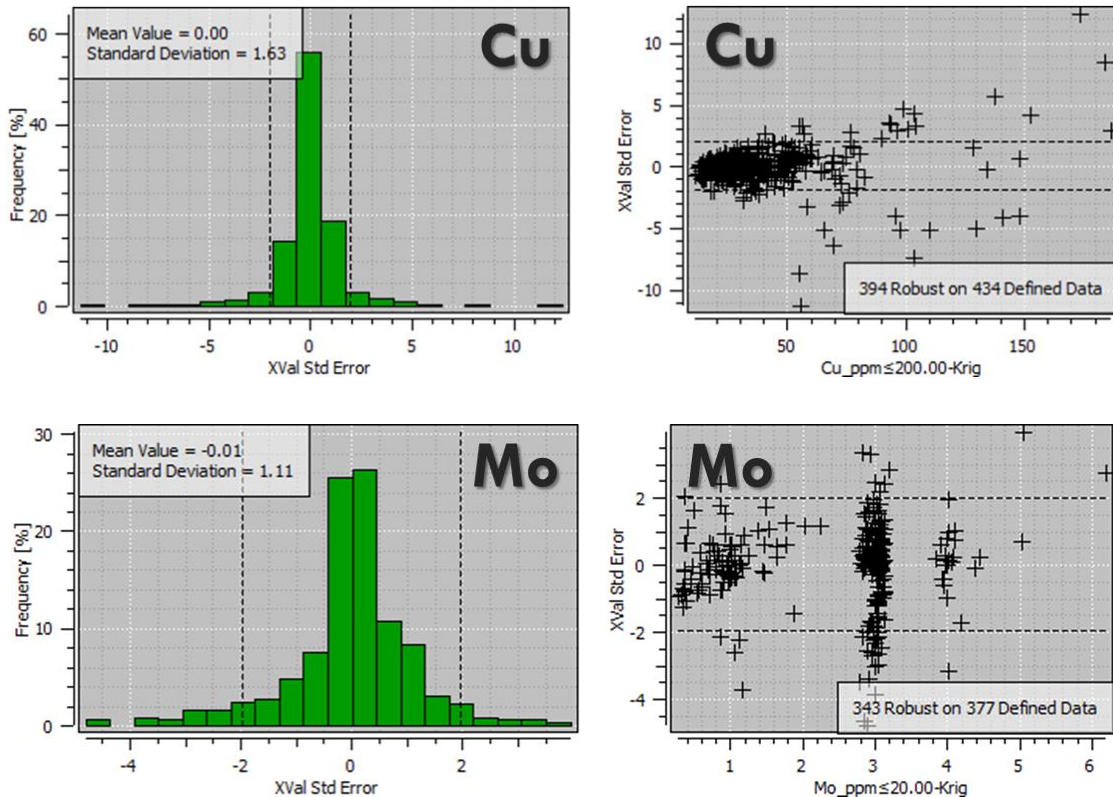 Mean Value = 0.00
Standard Deviation = 1.63
Cu
Frequency [%]
60
40
20
0
-10
-5
0
5
10
XVal Std Error
Cu
XVal Std Error
10
5
0
-5
-10
394 Robust on 434 Defined Data
50
100
150
Cu_ppm≤200.00-Krig
Mean Value = -0.01
Standard Deviation = 1.11
Mo
Frequency [%]
30
20
10
0
-4
-2
0
2
XVal Std Error
Mo
XVal Std Error
2
0
-2
-4
343 Robust on 377 Defined Data
1
2
3
4
5
6
Mo_ppm≤20.00-Krig